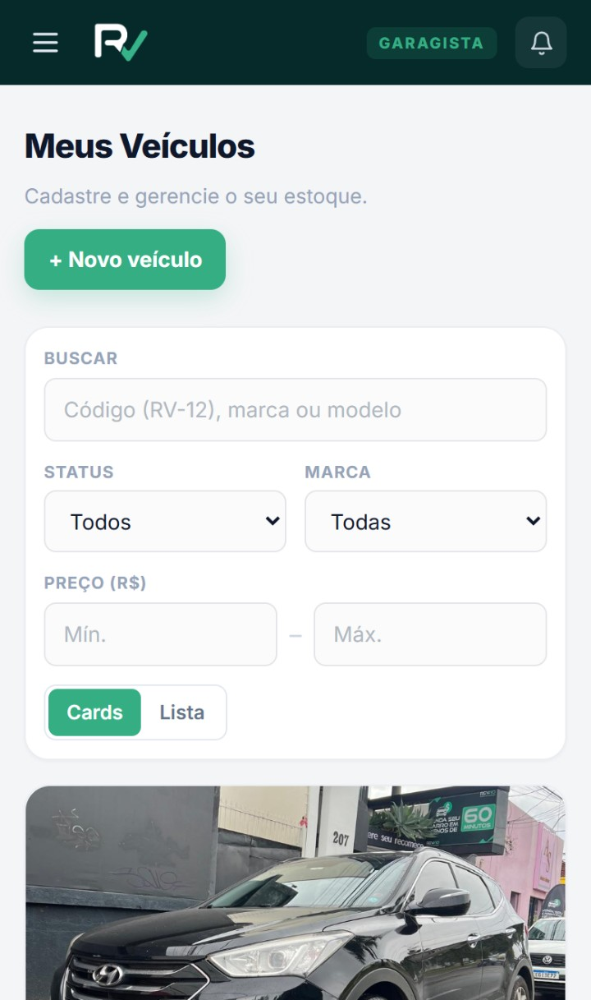 RV
GARAGISTA
Meus Veículos
Cadastre e gerencie o seu estoque.
+ Novo veículo
BUSCAR
Código (RV-12), marca ou modelo
STATUS
MARCA
Todos
Todas
PREÇO (R$)
Mín.
–
Máx.
Cards
Lista
207
60
MINUTOS